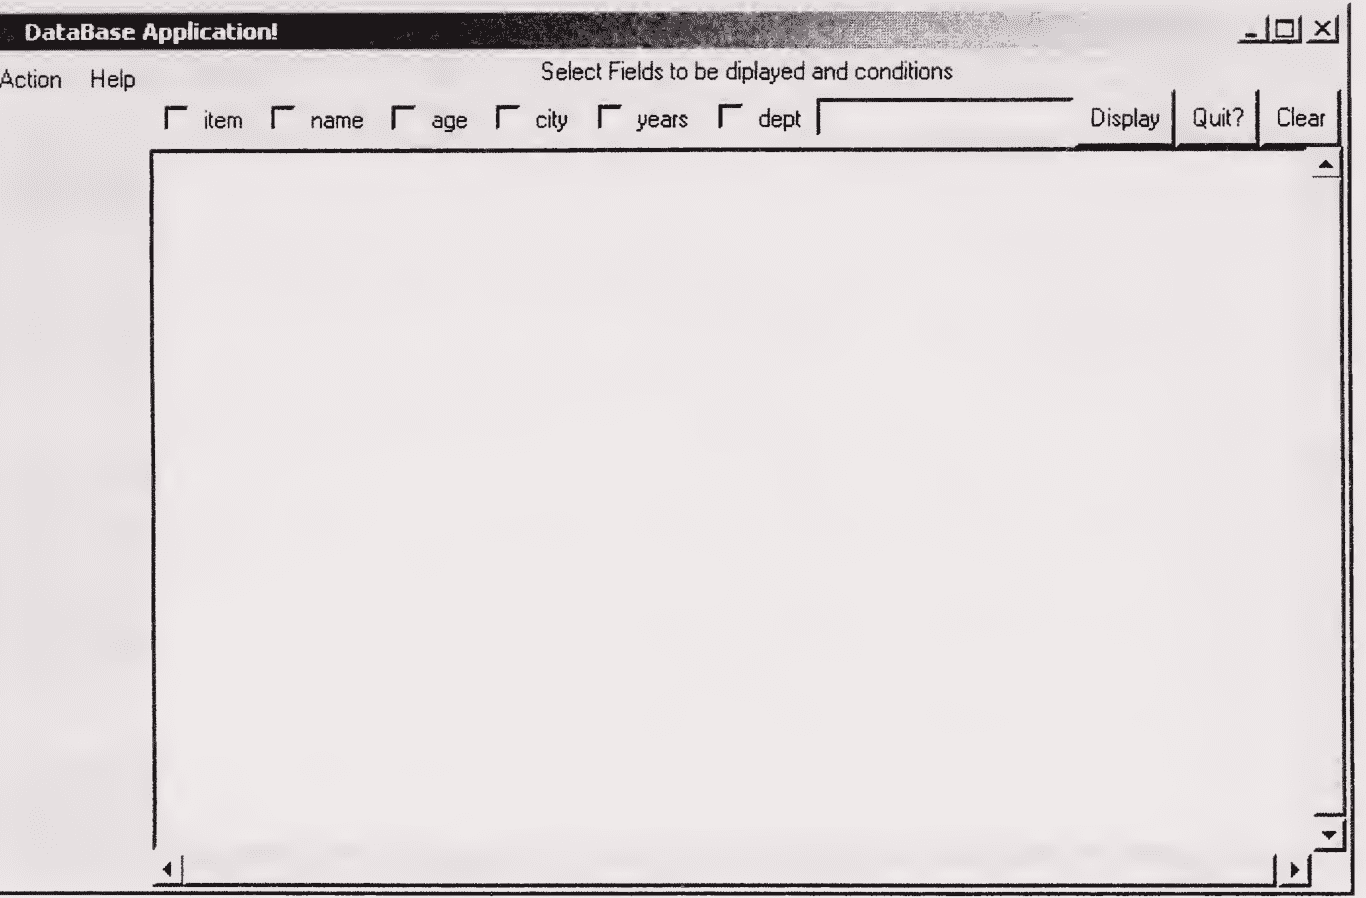 DataBase Application!
Action Help
Select Fields to be diplayed and conditions
item name age city years dept Display Quit? Clear